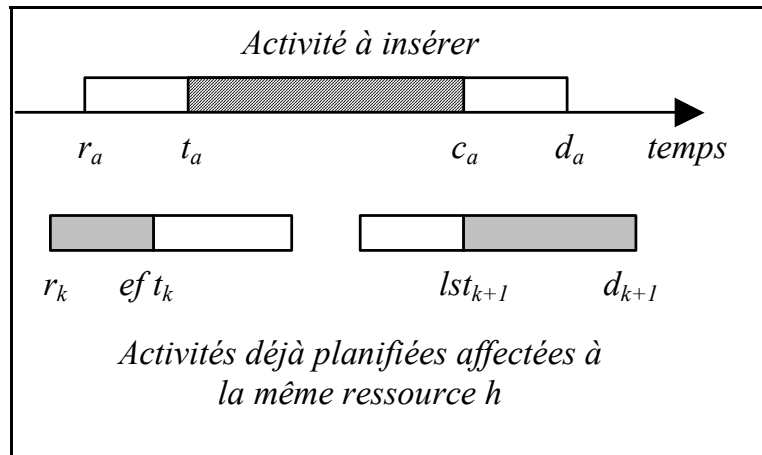 Activité à insérer
r_a t_a c_a d_a temps
r_k ef t_k lst_{k+1} d_{k+1}
Activités déjà planifiées affectées à
la même ressource h